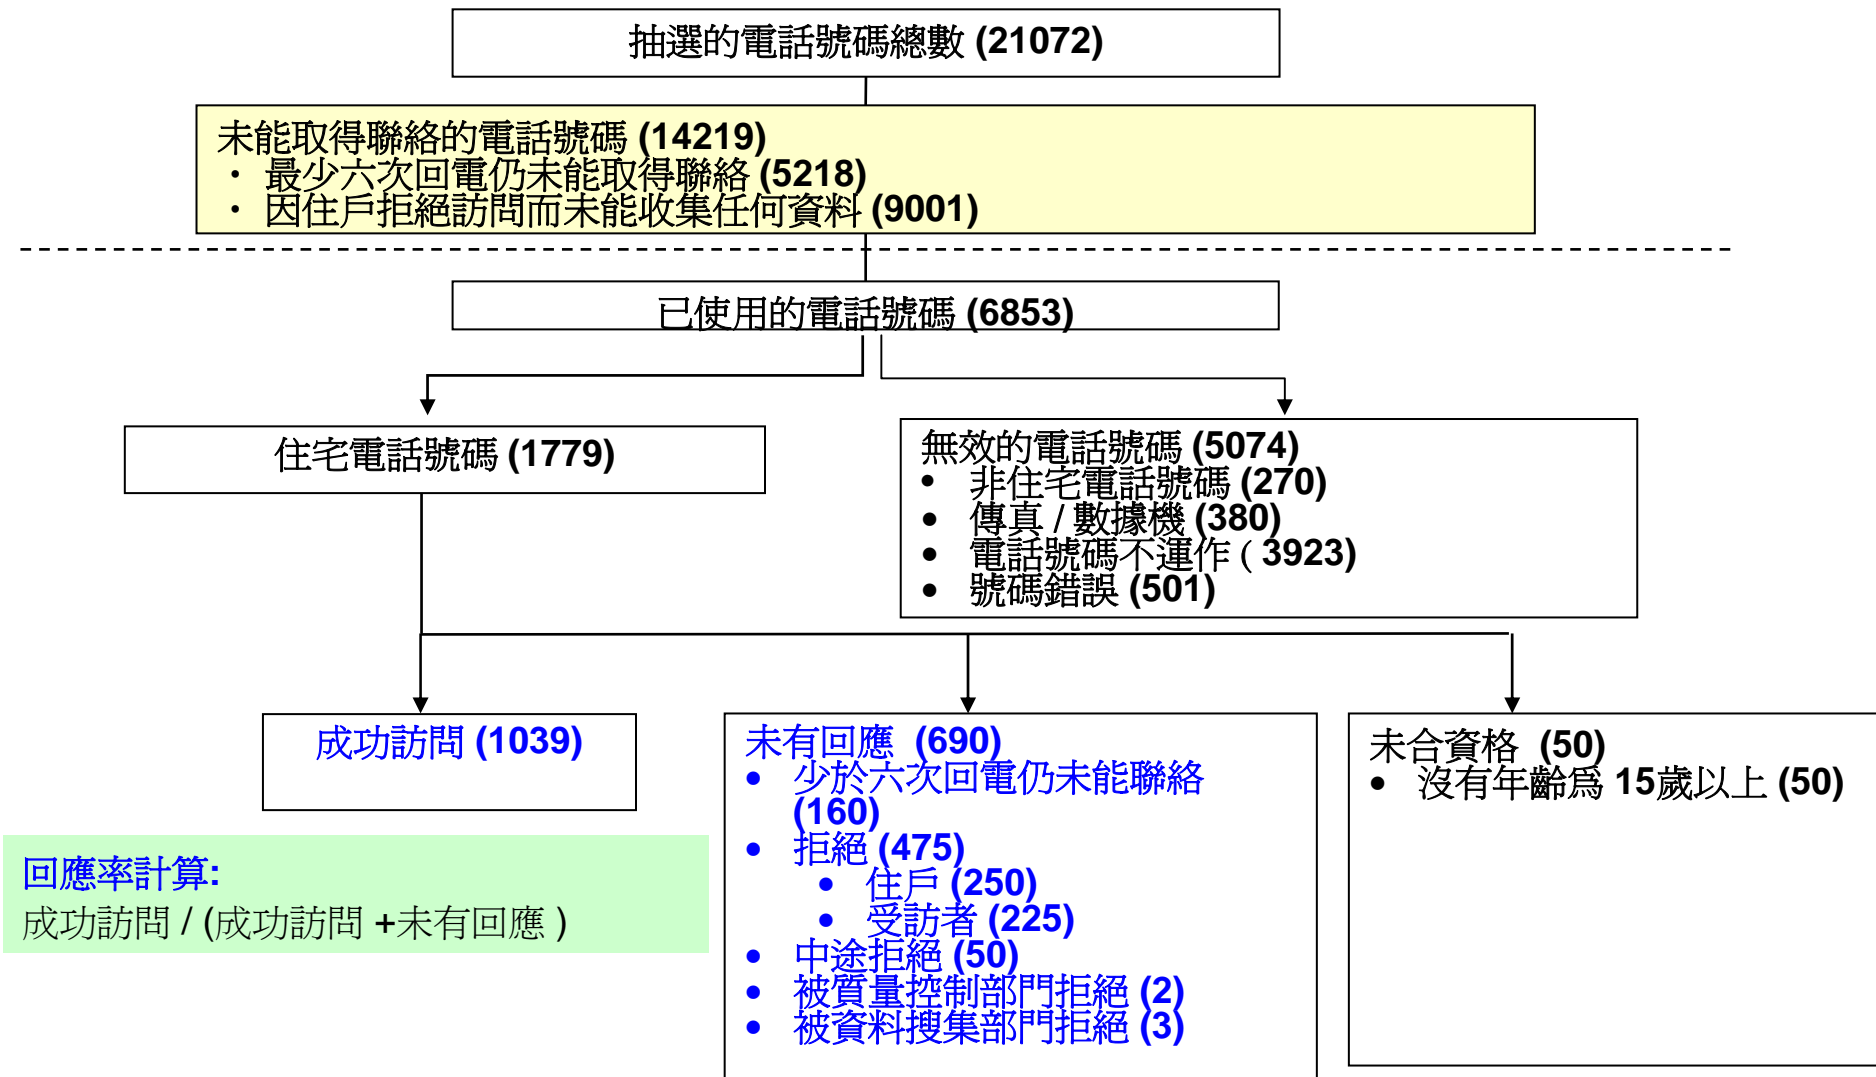 抽選的電話號碼總數 (21072)
未能取得聯絡的電話號碼 (14219)
· 最少六次回電仍未能取得聯絡 (5218)
· 因住戶拒絕訪問而未能收集任何資料 (9001)
已使用的電話號碼 (6853)
住宅電話號碼 (1779)
無效的電話號碼 (5074)
• 非住宅電話號碼 (270)
• 傳真 / 數據機 (380)
• 電話號碼不運作 ( 3923)
• 號碼錯誤 (501)
成功訪問 (1039)
未有回應 (690)
• 少於六次回電仍未能聯絡
(160)
• 拒絕 (475)
• 住戶 (250)
• 受訪者 (225)
• 中途拒絕 (50)
• 被質量控制部門拒絕 (2)
• 被資料搜集部門拒絕 (3)
未合資格 (50)
• 沒有年齡爲 15歲以上 (50)
回應率計算:
成功訪問 / (成功訪問 +未有回應 )